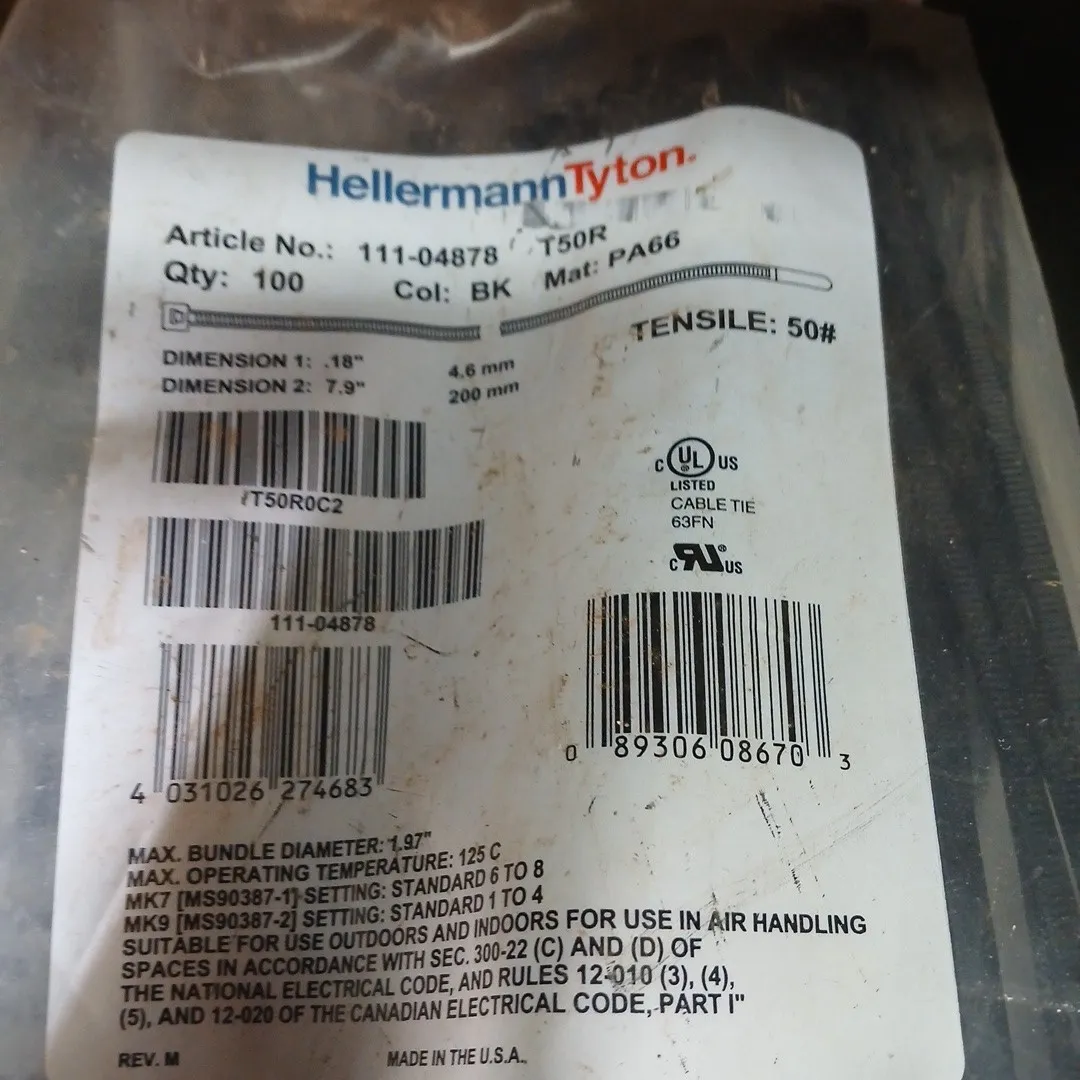 HellermannTyton
Article No.: 111-04878 T50R
Qty: 100 Col: BK Mat: PA66
TENSILE: 50#
DIMENSION 1: .18" 4.6 mm
DIMENSION 2: 7.9" 200 mm
T50R0C2
111-04878
4 031026 274683
C UL US
LISTED
CABLE TIE
63FN
C RU US
0 89306 08670 3
MAX. BUNDLE DIAMETER: 1.97"
MAX. OPERATING TEMPERATURE: 125 C
MK7 [MS90387-1] SETTING: STANDARD 6 TO 8
MK9 [MS90387-2] SETTING: STANDARD 1 TO 4
SUITABLE FOR USE OUTDOORS AND INDOORS FOR USE IN AIR HANDLING
SPACES IN ACCORDANCE WITH SEC. 300-22 (C) AND (D) OF
THE NATIONAL ELECTRICAL CODE, AND RULES 12-010 (3), (4),
(5), AND 12-020 OF THE CANADIAN ELECTRICAL CODE, PART I"
REV. M MADE IN THE U.S.A.